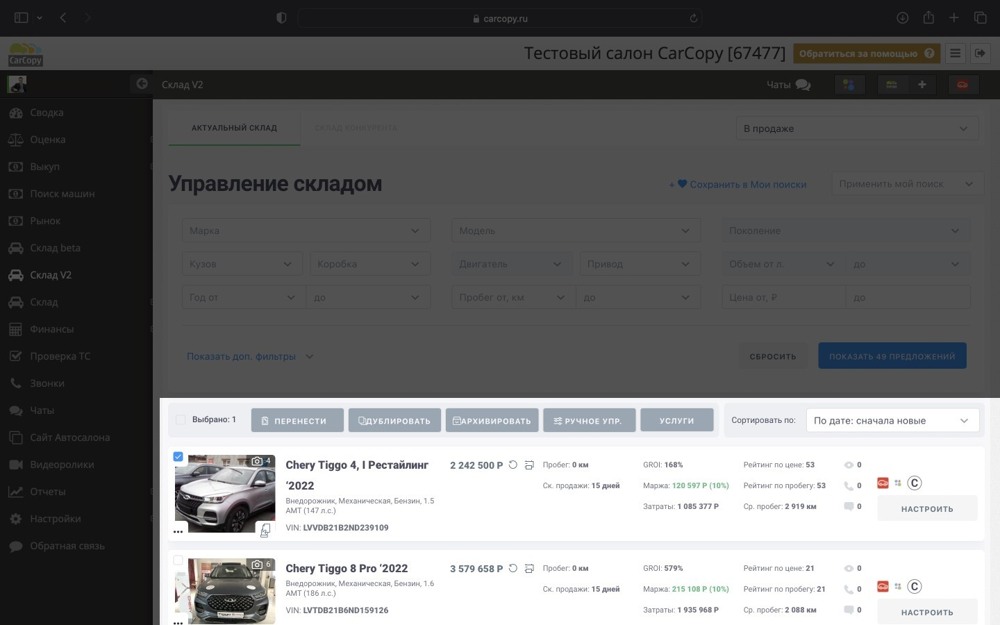 carcopy.ru
CarCopy
Тестовый салон CarCopy [67477]
Обратиться за помощью
Склад V2
Чаты
Сводка
Оценка
Выкуп
Поиск машин
Рынок
Склад beta
Склад V2
Склад
Финансы
Проверка ТС
Звонки
Чаты
Сайт Автосалона
Видеоролики
Отчеты
Настройки
Обратная связь
АКТУАЛЬНЫЙ СКЛАД
СКЛАД КОНКУРЕНТА
В продаже
Управление складом
+ Сохранить в Мои поиски
Применить мой поиск
Марка
Модель
Поколение
Кузов
Коробка
Двигатель
Привод
Объем от л.
до
Год от
до
Пробег от, км
до
Цена от, ₽
до
Показать доп. фильтры
СБРОСИТЬ
ПОКАЗАТЬ 49 ПРЕДЛОЖЕНИЙ
Выбрано: 1
ПЕРЕНЕСТИ
ДУБЛИРОВАТЬ
АРХИВИРОВАТЬ
РУЧНОЕ УПР.
УСЛУГИ
Сортировать по:
По дате: сначала новые
4
Chery Tiggo 4, I Рестайлинг
‘2022
Внедорожник, Механическая, Бензин, 1.5
АМТ (147 л.с.)
VIN: LVVDB21B2ND239109
2 242 500 Р
Пробег: 0 км
Ск. продажи: 15 дней
GROI: 168%
Маржа: 120 597 Р (10%)
Затраты: 1 085 377 Р
Рейтинг по цене: 53
Рейтинг по пробегу: 53
Ср. пробег: 2 919 км
0
0
0
C
НАСТРОИТЬ
6
Tiggo 8 PRO
Chery Tiggo 8 Pro ‘2022
Внедорожник, Механическая, Бензин, 1.6
АМТ (186 л.с.)
VIN: LVTDB21B6ND159126
3 579 658 Р
Пробег: 0 км
Ск. продажи: 15 дней
GROI: 579%
Маржа: 215 108 Р (10%)
Затраты: 1 935 968 Р
Рейтинг по цене: 21
Рейтинг по пробегу: 21
Ср. пробег: 2 088 км
0
0
0
C
НАСТРОИТЬ